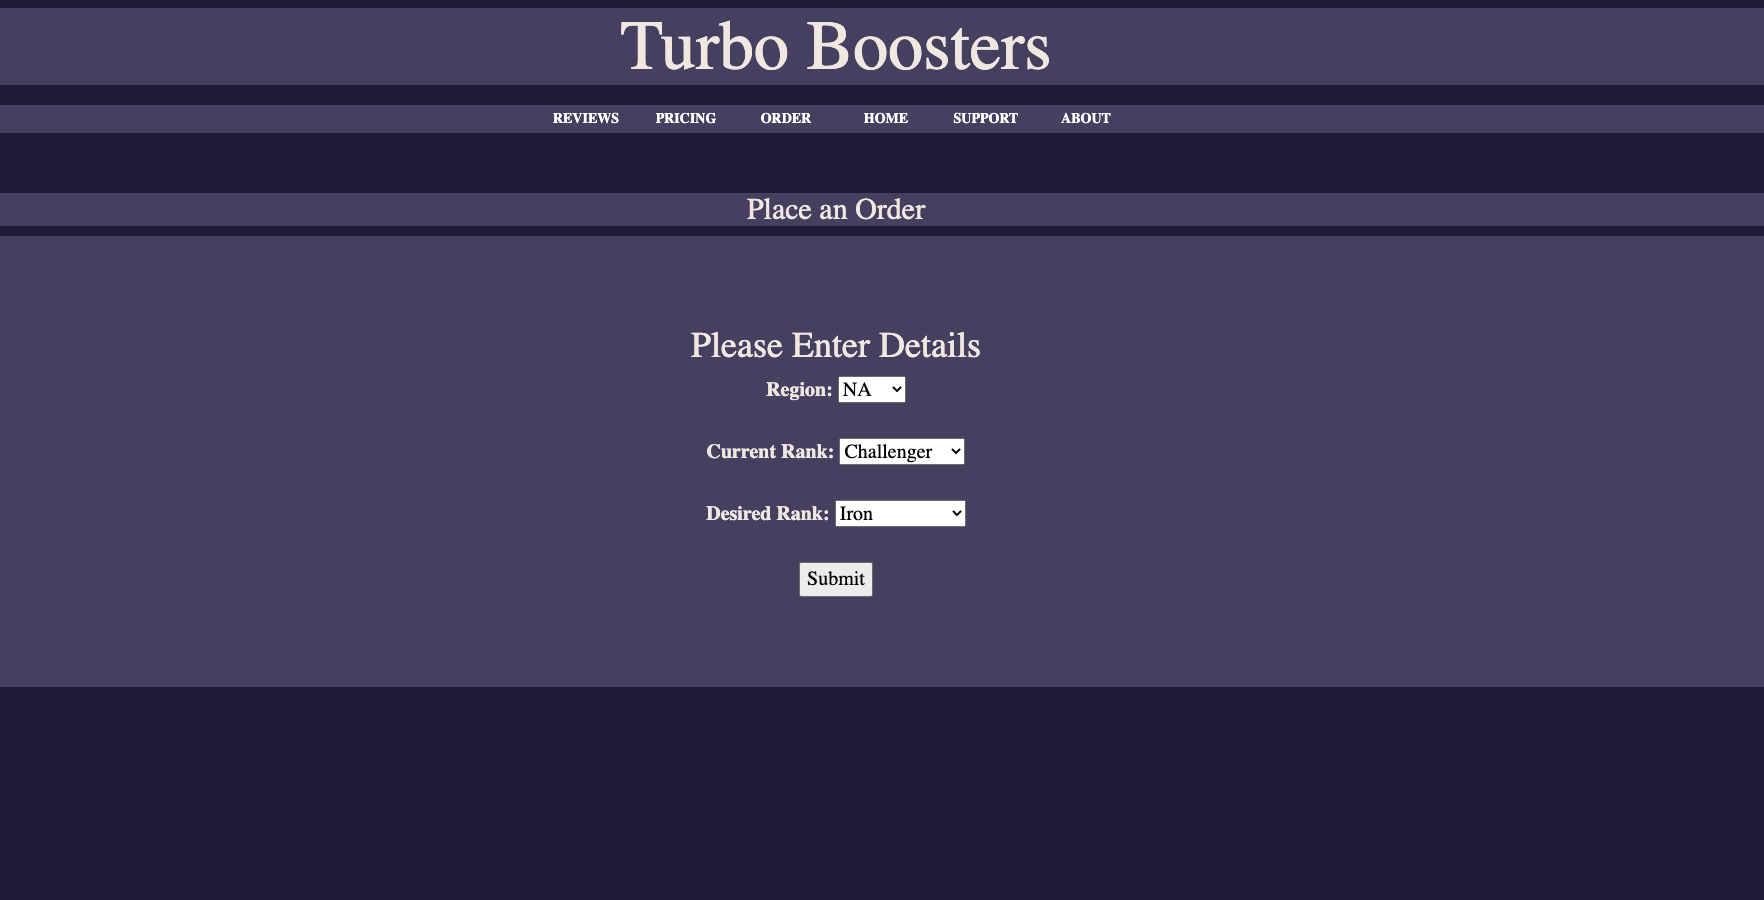 Turbo Boosters
REVIEWS PRICING ORDER HOME SUPPORT ABOUT
Place an Order
Please Enter Details
Region: NA
Current Rank: Challenger
Desired Rank: Iron
Submit